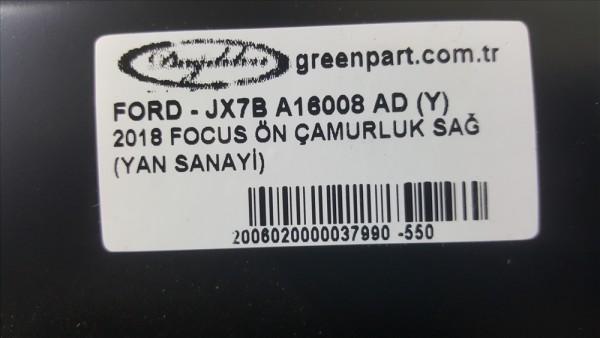 greenpart.com.tr
FORD - JX7B A16008 AD (Y)
2018 FOCUS ÖN ÇAMURLUK SAĞ
(YAN SANAYİ)
2006020000037990 -550